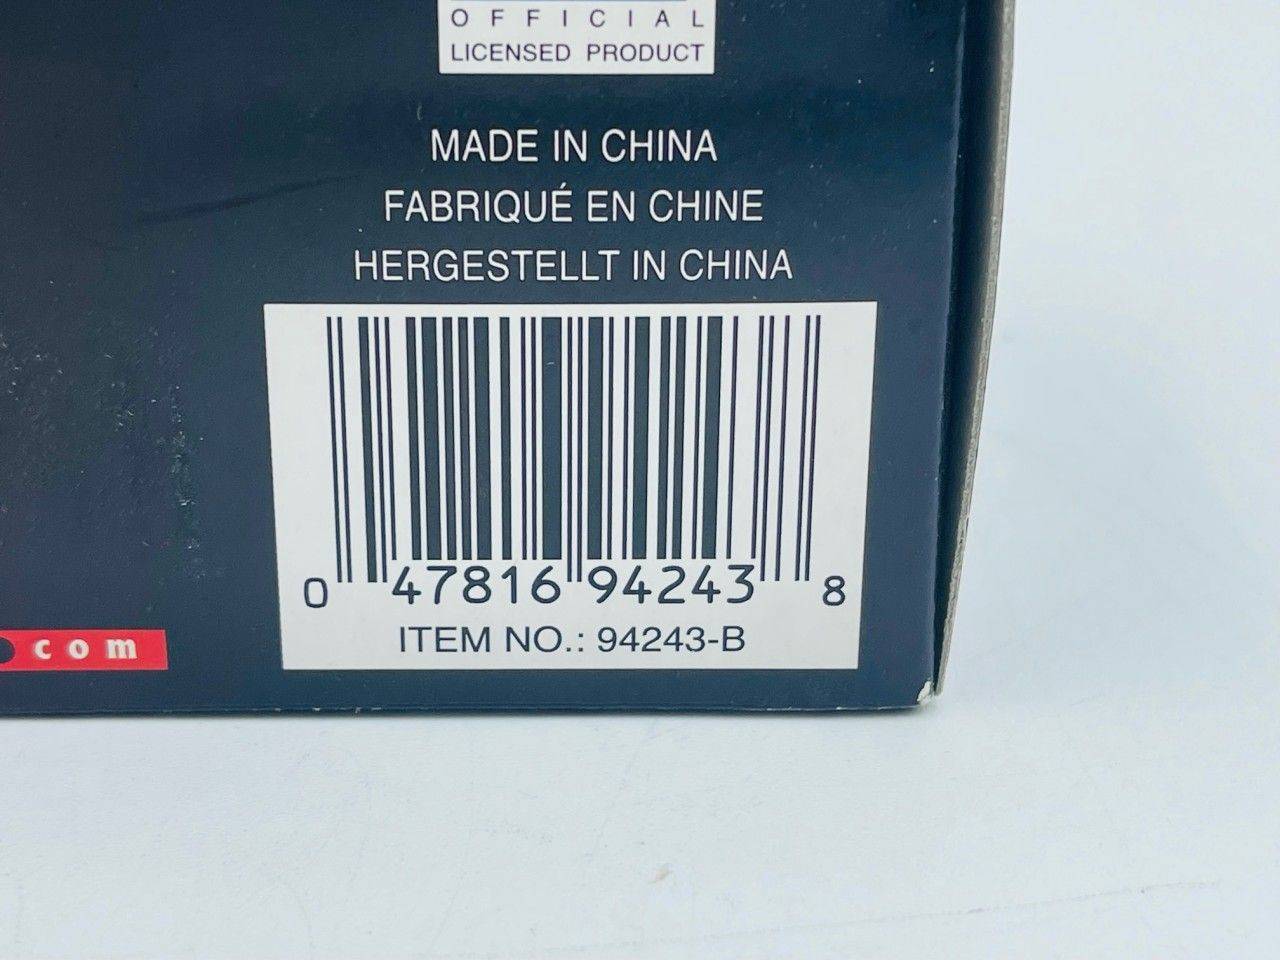 OFFICIAL
LICENSED PRODUCT
MADE IN CHINA
FABRIQUÉ EN CHINE
HERGESTELLT IN CHINA
0 47816 94243 8
ITEM NO.: 94243-B
.com